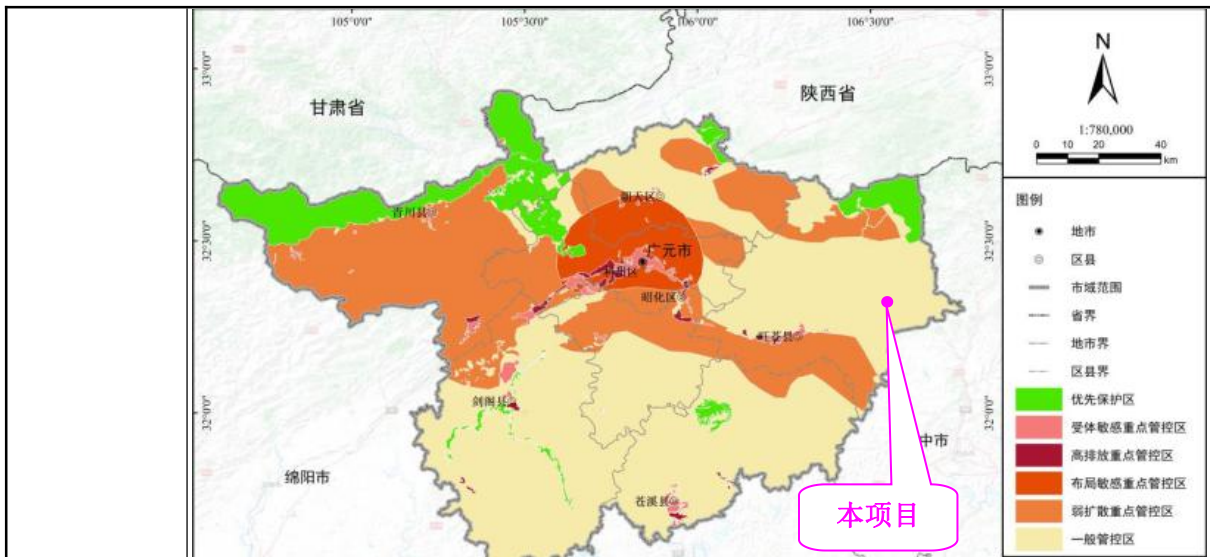 105°0'0"
105°30'0"
106°0'0"
106°30'0"
33°0'0"
32°30'0"
32°0'0"
33°0'0"
32°30'0"
32°0'0"
甘肃省
陕西省
青川县
朝天区
广元市
利州区
昭化区
旺苍县
剑阁县
苍溪县
绵阳市
中市
本项目
N
1:780,000
0 10 20 40
km
图例
地市
区县
市域范围
省界
地市界
区县界
优先保护区
受体敏感重点管控区
高排放重点管控区
布局敏感重点管控区
弱扩散重点管控区
一般管控区